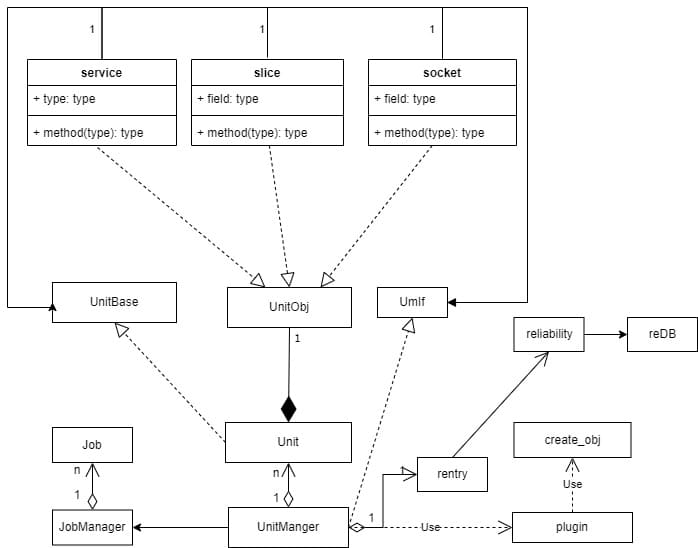 1
1
1
service
slice
socket
+ type: type
+ field: type
+ field: type
+ method(type): type
+ method(type): type
+ method(type): type
UnitBase
UnitObj
UmIf
1
reliability
reDB
Job
Unit
create_obj
n
n
1
rentry
1
1
Use
1
JobManager
UnitManger
Use
plugin